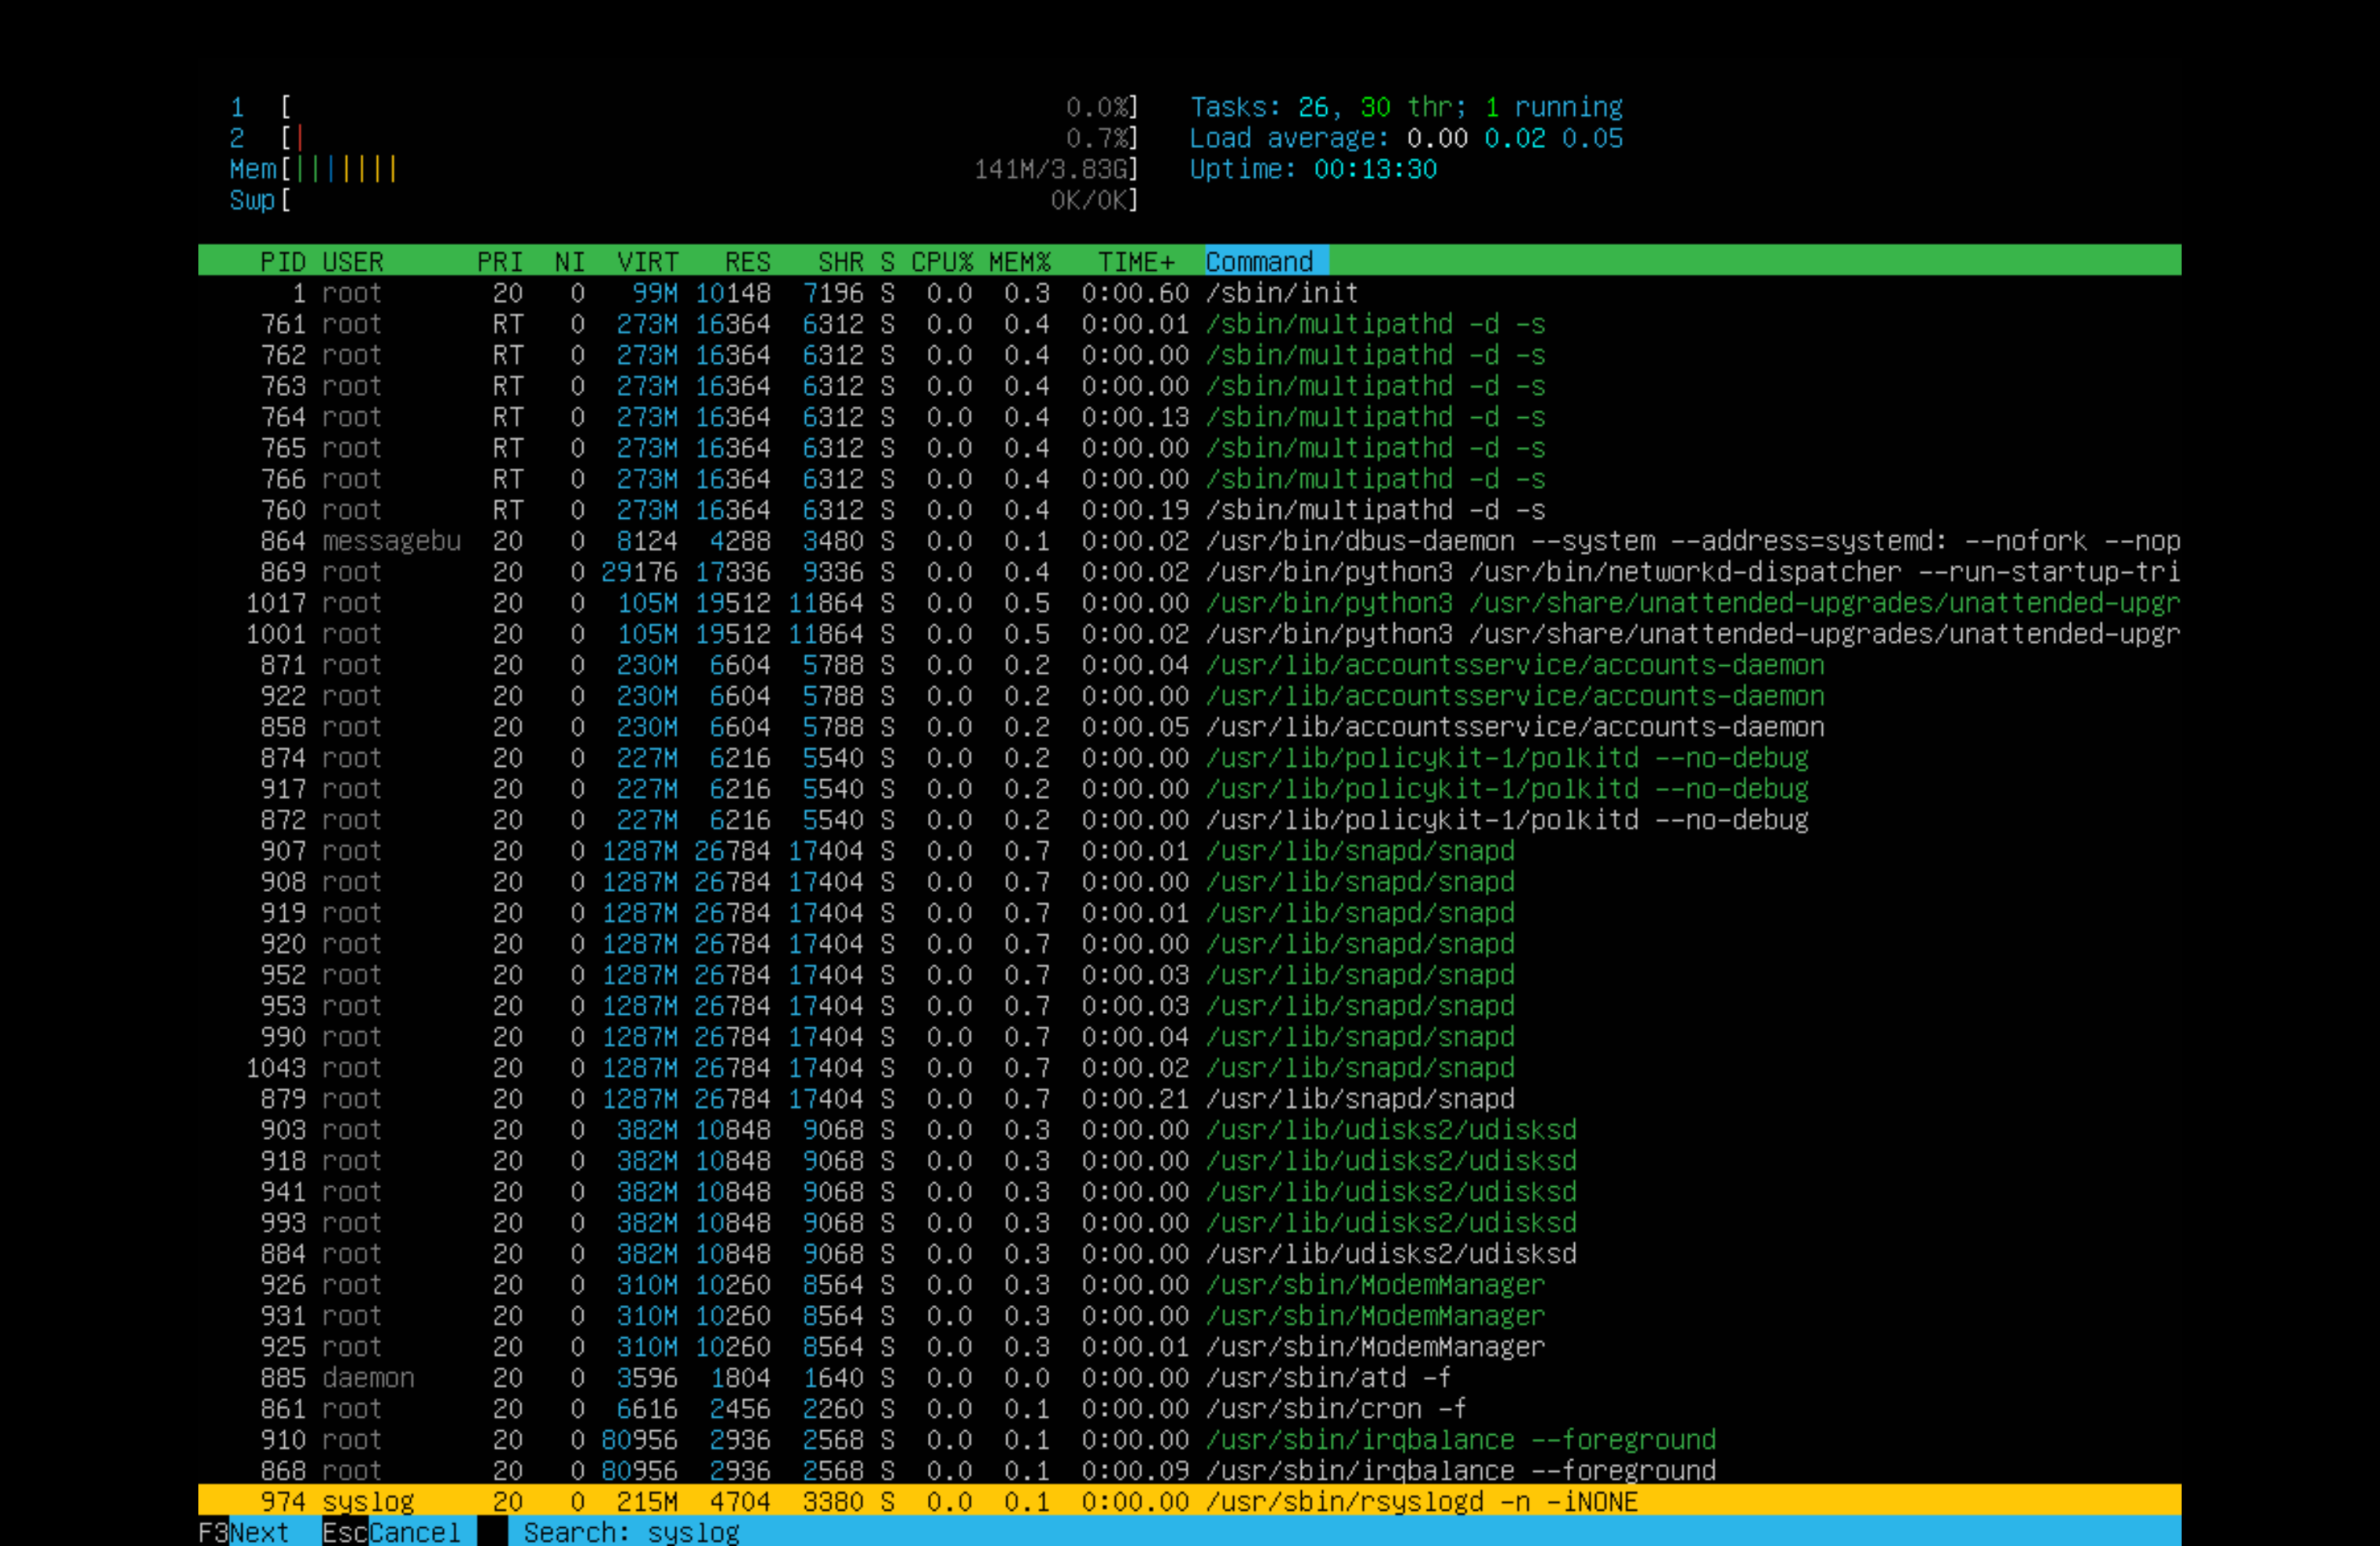 1 [ 0.0%] Tasks: 26, 30 thr; 1 running
2 [| 0.7%] Load average: 0.00 0.02 0.05
Mem[||||||| 141M/3.83G] Uptime: 00:13:30
Swp[ 0K/0K]
PID USER PRI NI VIRT RES SHR S CPU% MEM% TIME+ Command
1 root 20 0 99M 10148 7196 S 0.0 0.3 0:00.60 /sbin/init
761 root RT 0 273M 16364 6312 S 0.0 0.4 0:00.01 /sbin/multipathd -d -s
762 root RT 0 273M 16364 6312 S 0.0 0.4 0:00.00 /sbin/multipathd -d -s
763 root RT 0 273M 16364 6312 S 0.0 0.4 0:00.00 /sbin/multipathd -d -s
764 root RT 0 273M 16364 6312 S 0.0 0.4 0:00.13 /sbin/multipathd -d -s
765 root RT 0 273M 16364 6312 S 0.0 0.4 0:00.00 /sbin/multipathd -d -s
766 root RT 0 273M 16364 6312 S 0.0 0.4 0:00.00 /sbin/multipathd -d -s
760 root RT 0 273M 16364 6312 S 0.0 0.4 0:00.19 /sbin/multipathd -d -s
864 messagebu 20 0 8124 4288 3480 S 0.0 0.1 0:00.02 /usr/bin/dbus-daemon --system --address=systemd: --nofork --nop
869 root 20 0 29176 17336 9336 S 0.0 0.4 0:00.02 /usr/bin/python3 /usr/bin/networkd-dispatcher --run-startup-tri
1017 root 20 0 105M 19512 11864 S 0.0 0.5 0:00.00 /usr/bin/python3 /usr/share/unattended-upgrades/unattended-upgr
1001 root 20 0 105M 19512 11864 S 0.0 0.5 0:00.02 /usr/bin/python3 /usr/share/unattended-upgrades/unattended-upgr
871 root 20 0 230M 6604 5788 S 0.0 0.2 0:00.04 /usr/lib/accountsservice/accounts-daemon
922 root 20 0 230M 6604 5788 S 0.0 0.2 0:00.00 /usr/lib/accountsservice/accounts-daemon
858 root 20 0 230M 6604 5788 S 0.0 0.2 0:00.05 /usr/lib/accountsservice/accounts-daemon
874 root 20 0 227M 6216 5540 S 0.0 0.2 0:00.00 /usr/lib/policykit-1/polkitd --no-debug
917 root 20 0 227M 6216 5540 S 0.0 0.2 0:00.00 /usr/lib/policykit-1/polkitd --no-debug
872 root 20 0 227M 6216 5540 S 0.0 0.2 0:00.00 /usr/lib/policykit-1/polkitd --no-debug
907 root 20 0 1287M 26784 17404 S 0.0 0.7 0:00.01 /usr/lib/snapd/snapd
908 root 20 0 1287M 26784 17404 S 0.0 0.7 0:00.00 /usr/lib/snapd/snapd
919 root 20 0 1287M 26784 17404 S 0.0 0.7 0:00.01 /usr/lib/snapd/snapd
920 root 20 0 1287M 26784 17404 S 0.0 0.7 0:00.00 /usr/lib/snapd/snapd
952 root 20 0 1287M 26784 17404 S 0.0 0.7 0:00.03 /usr/lib/snapd/snapd
953 root 20 0 1287M 26784 17404 S 0.0 0.7 0:00.03 /usr/lib/snapd/snapd
990 root 20 0 1287M 26784 17404 S 0.0 0.7 0:00.04 /usr/lib/snapd/snapd
1043 root 20 0 1287M 26784 17404 S 0.0 0.7 0:00.02 /usr/lib/snapd/snapd
879 root 20 0 1287M 26784 17404 S 0.0 0.7 0:00.21 /usr/lib/snapd/snapd
903 root 20 0 382M 10848 9068 S 0.0 0.3 0:00.00 /usr/lib/udisks2/udisksd
918 root 20 0 382M 10848 9068 S 0.0 0.3 0:00.00 /usr/lib/udisks2/udisksd
941 root 20 0 382M 10848 9068 S 0.0 0.3 0:00.00 /usr/lib/udisks2/udisksd
993 root 20 0 382M 10848 9068 S 0.0 0.3 0:00.00 /usr/lib/udisks2/udisksd
884 root 20 0 382M 10848 9068 S 0.0 0.3 0:00.00 /usr/lib/udisks2/udisksd
926 root 20 0 310M 10260 8564 S 0.0 0.3 0:00.00 /usr/sbin/ModemManager
931 root 20 0 310M 10260 8564 S 0.0 0.3 0:00.00 /usr/sbin/ModemManager
925 root 20 0 310M 10260 8564 S 0.0 0.3 0:00.01 /usr/sbin/ModemManager
885 daemon 20 0 3596 1804 1640 S 0.0 0.0 0:00.00 /usr/sbin/atd -f
861 root 20 0 6616 2456 2260 S 0.0 0.1 0:00.00 /usr/sbin/cron -f
910 root 20 0 80956 2936 2568 S 0.0 0.1 0:00.00 /usr/sbin/irqbalance --foreground
868 root 20 0 80956 2936 2568 S 0.0 0.1 0:00.09 /usr/sbin/irqbalance --foreground
974 syslog 20 0 215M 4704 3380 S 0.0 0.1 0:00.00 /usr/sbin/rsyslogd -n -iNONE
F3Next EscCancel Search: syslog